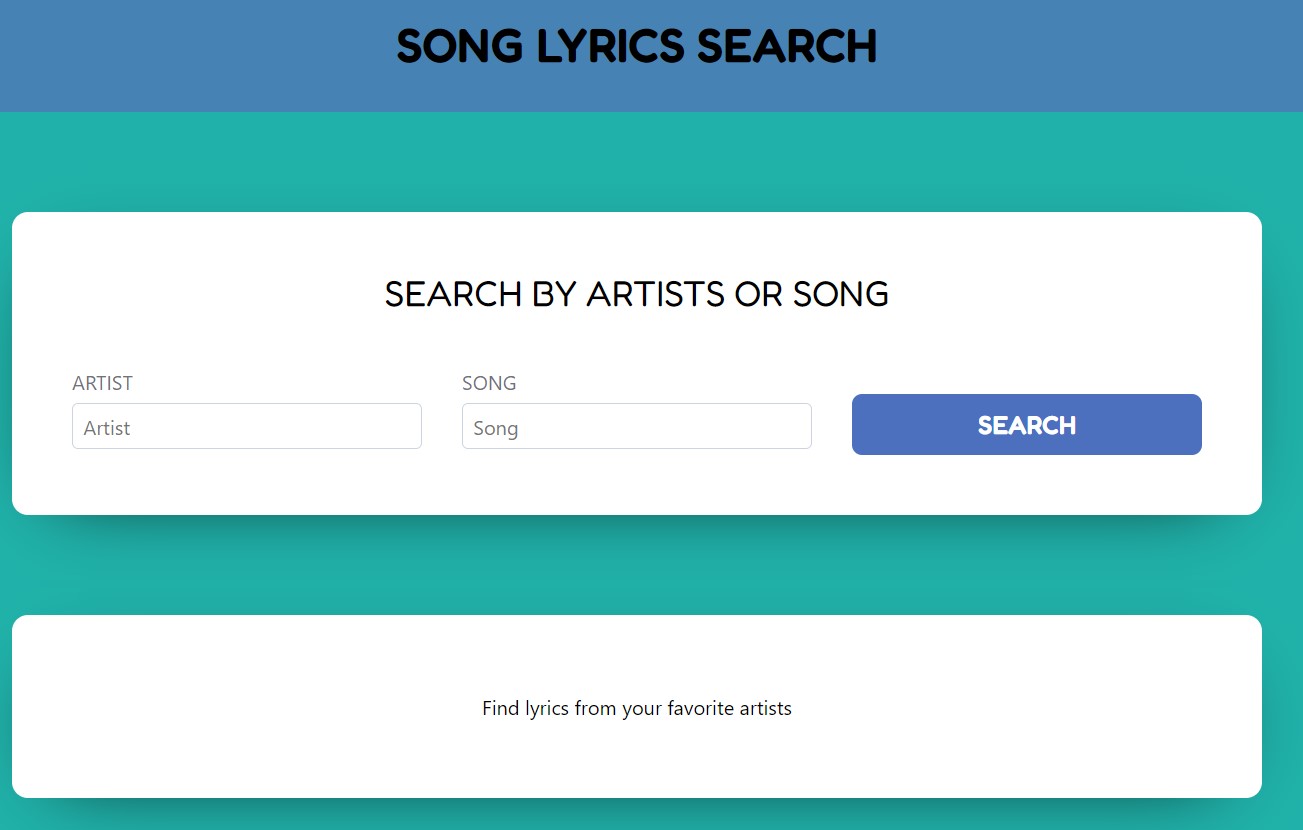 SONG LYRICS SEARCH
SEARCH BY ARTISTS OR SONG
ARTIST
Artist
SONG
Song
SEARCH
Find lyrics from your favorite artists